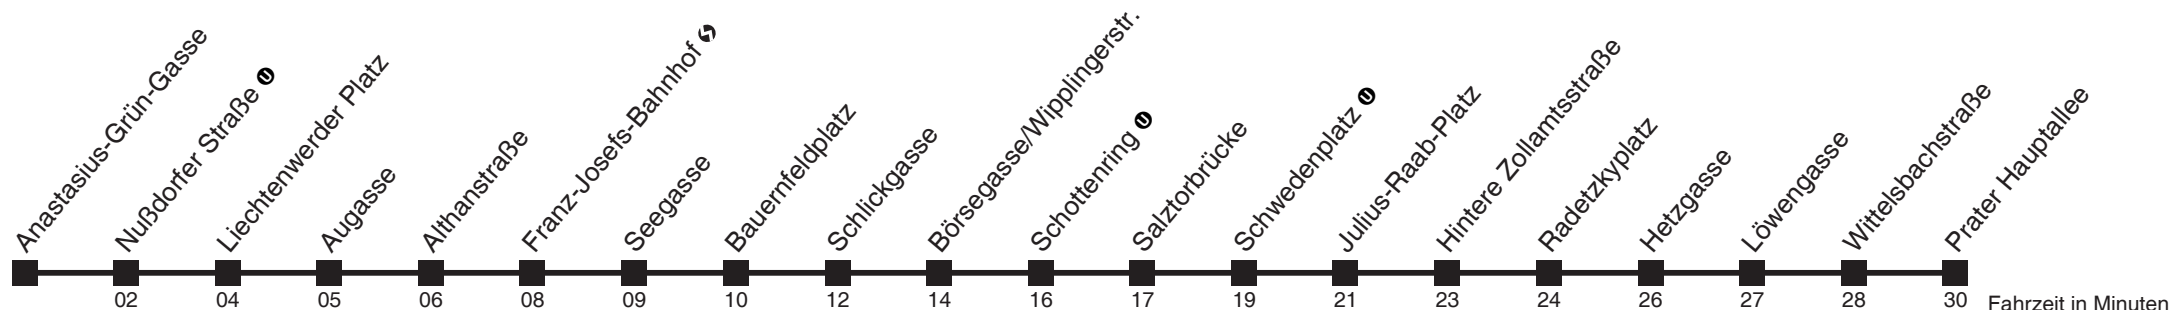 Anastasius-Grün-Gasse
Nußdorfer Straße U
Liechtenwerder Platz
Augasse
Althanstraße
Franz-Josefs-Bahnhof
Seegasse
Bauernfeldplatz
Schlickgasse
Börsegasse/Wipplingerstr.
Schottenring U
Salztorbrücke
Schwedenplatz U
Julius-Raab-Platz
Hintere Zollamtsstraße
Radetzkyplatz
Hetzgasse
Löwengasse
Wittelsbachstraße
Prater Hauptallee
02 04 05 06 08 09 10 12 14 16 17 19 21 23 24 26 27 28 30 Fahrzeit in Minuten